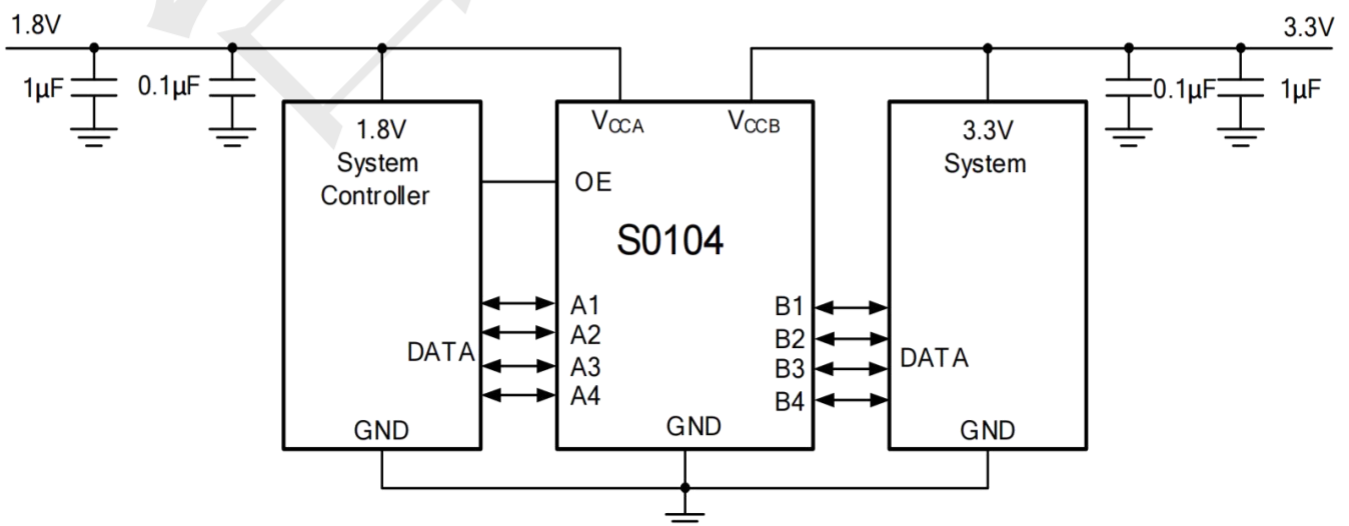 1.8V
3.3V
1µF
0.1µF
0.1µF
1µF
1.8V
System
Controller
VCCA
VCCB
3.3V
System
OE
S0104
A1
A2
A3
A4
B1
B2
B3
B4
DATA
DATA
GND
GND
GND